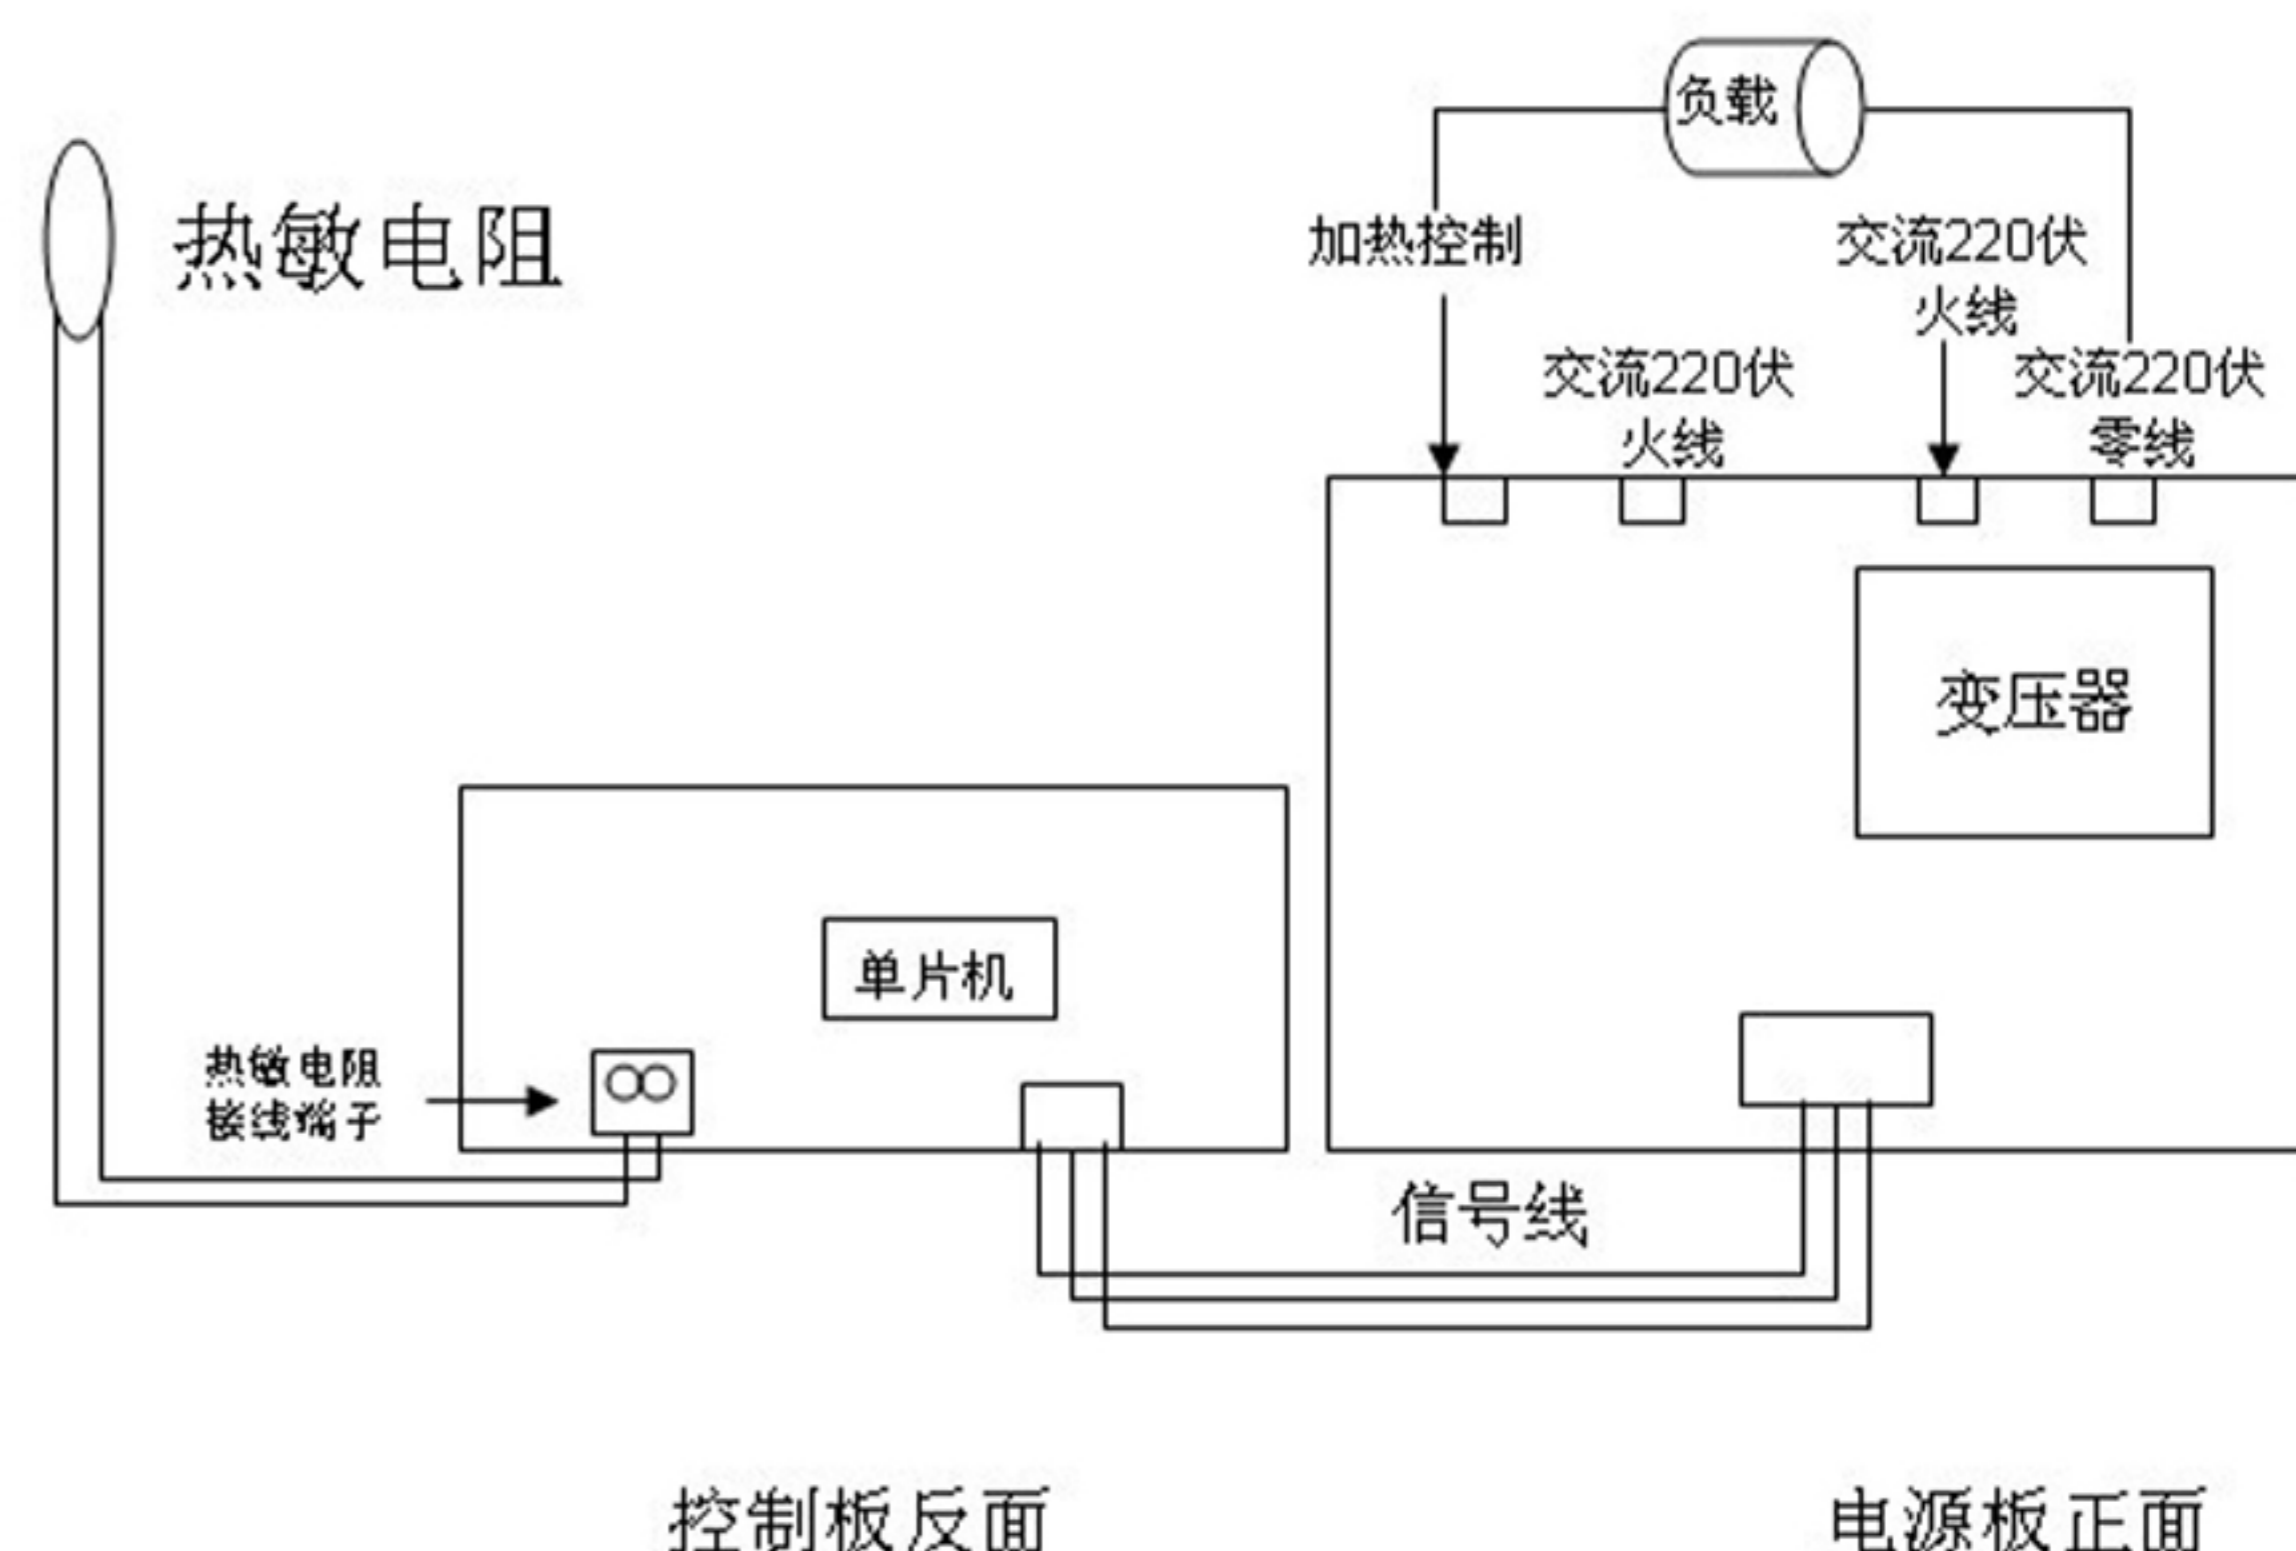 负载
热敏电阻
加热控制
交流220伏
火线
交流220伏
火线
交流220伏
零线
变压器
单片机
热敏电阻
接线端子
信号线
控制板反面
电源板正面